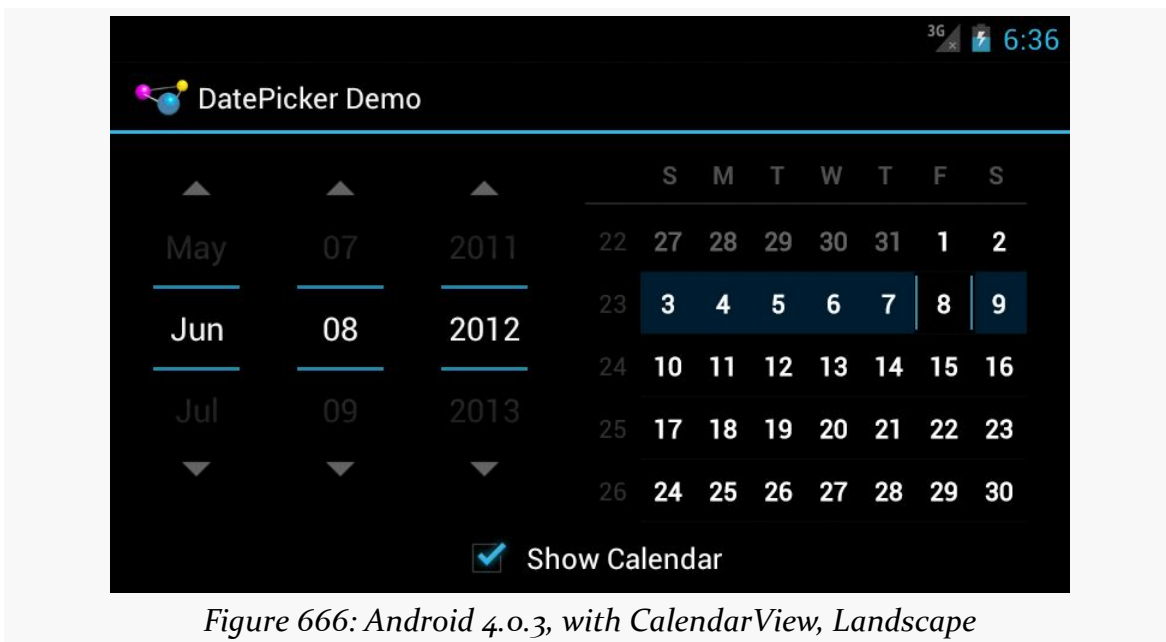 3G 6:36
DatePicker Demo
S M T W T F S
May 07 2011 22 27 28 29 30 31 1 2
23 3 4 5 6 7 8 9
Jun 08 2012
24 10 11 12 13 14 15 16
Jul 09 2013
25 17 18 19 20 21 22 23
26 24 25 26 27 28 29 30
Show Calendar
Figure 666: Android 4.0.3, with CalendarView, Landscape